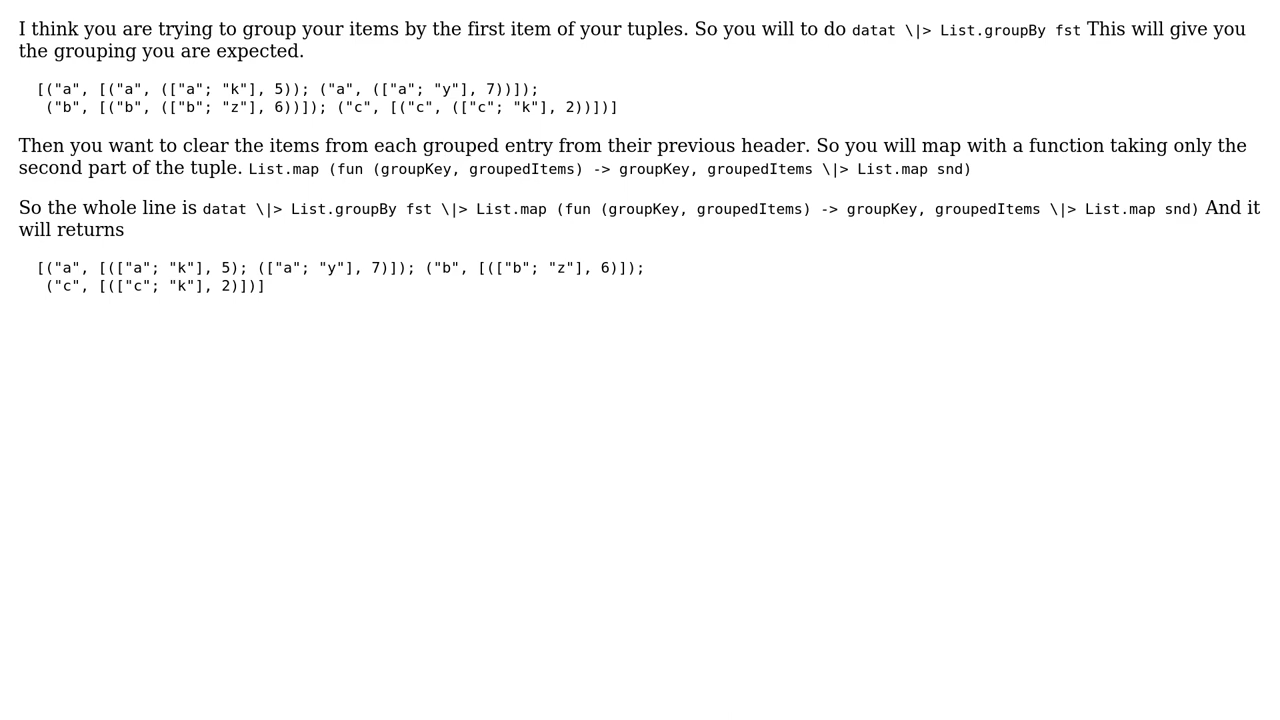 I think you are trying to group your items by the first item of your tuples. So you will to do datat \|> List.groupBy fst This will give you
the grouping you are expected.
[("a", [("a", (["a"; "k"], 5)); ("a", (["a"; "y"], 7))]);
("b", [("b", (["b"; "z"], 6))]); ("c", [("c", (["c"; "k"], 2))])]
Then you want to clear the items from each grouped entry from their previous header. So you will map with a function taking only the
second part of the tuple. List.map (fun (groupKey, groupedItems) -> groupKey, groupedItems \|> List.map snd)
So the whole line is datat \|> List.groupBy fst \|> List.map (fun (groupKey, groupedItems) -> groupKey, groupedItems \|> List.map snd) And it
will returns
[("a", [(["a"; "k"], 5); (["a"; "y"], 7)]); ("b", [(["b"; "z"], 6)]);
("c", [(["c"; "k"], 2)])]